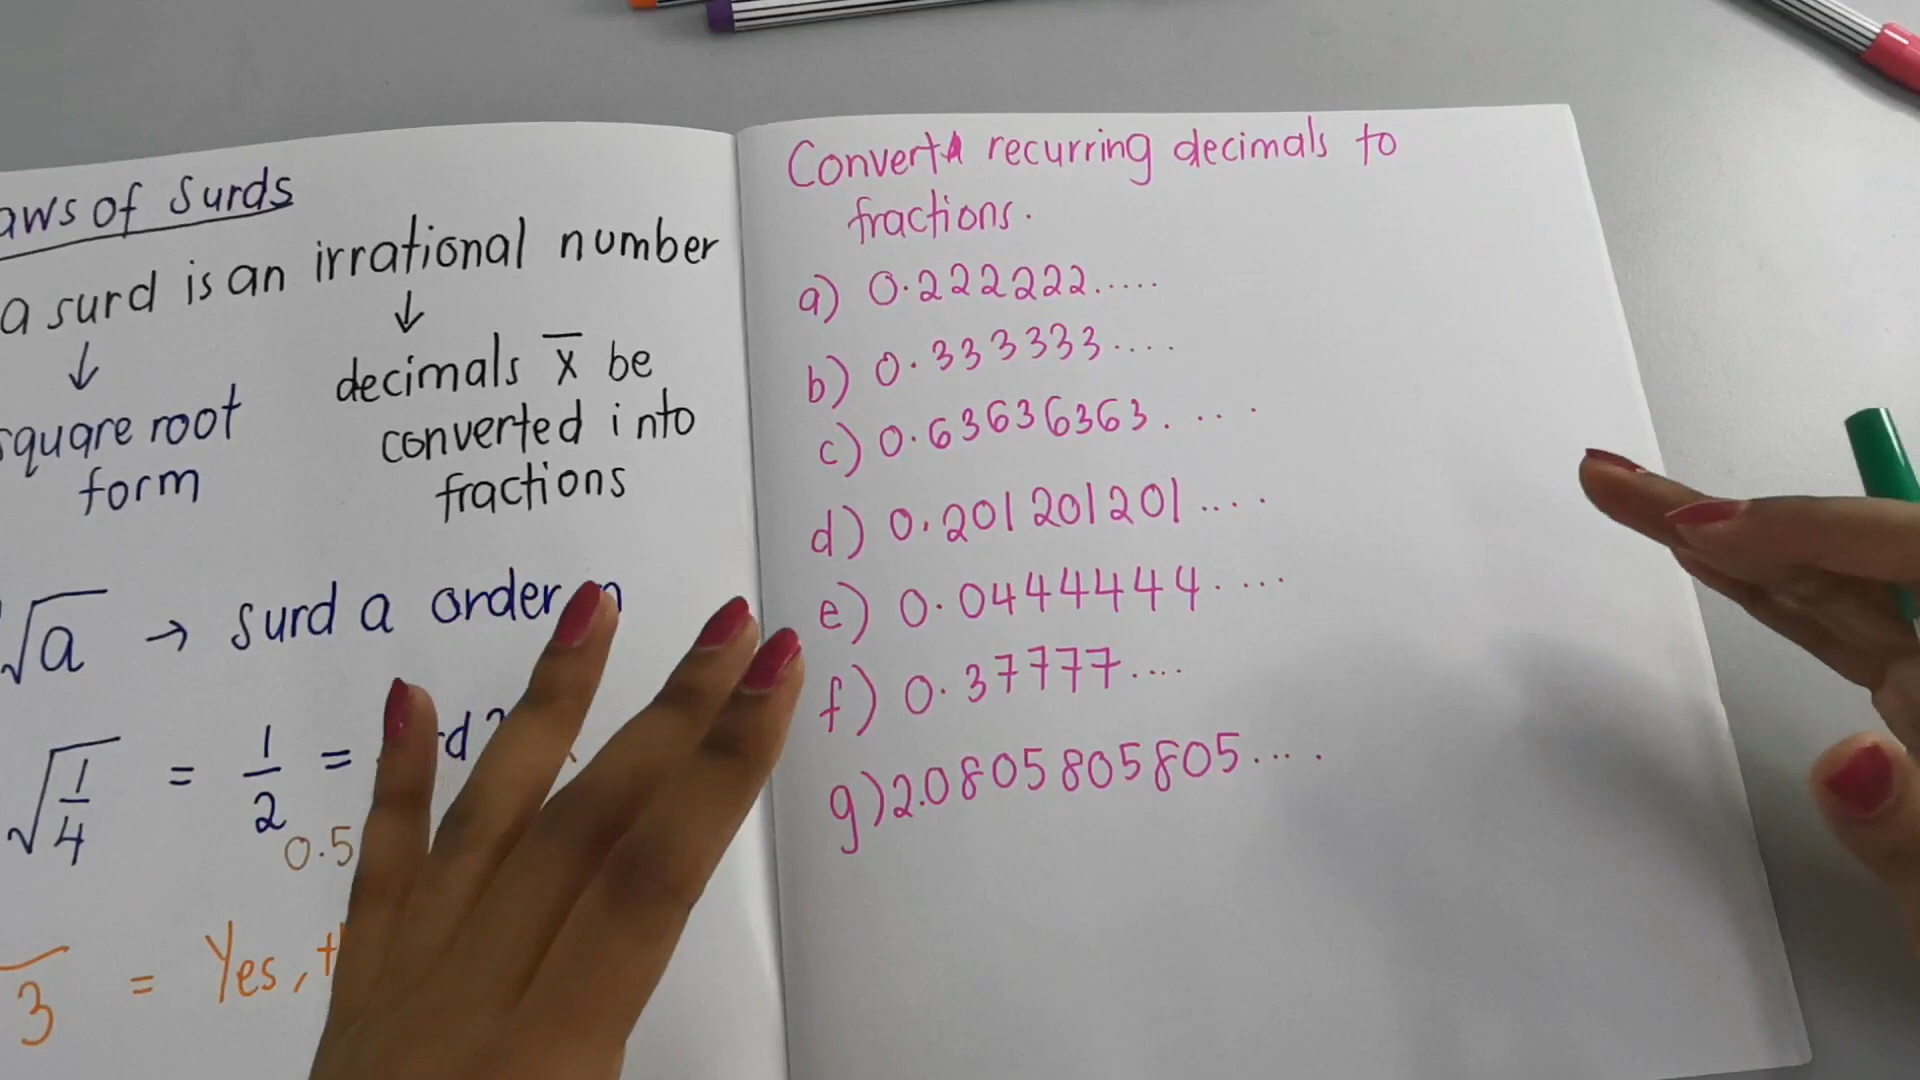 aws of Surds
a surd is an irrational number
↓ ↓
square root
form
decimals x̅ be
converted into
fractions
√a → surd a order n
√1/4 = 1/2 =
0.5
3 = Yes,
Convert recurring decimals to
fractions.
a) 0.222222.....
b) 0.333333....
c) 0.63636363....
d) 0.201201201....
e) 0.0444444....
f) 0.37777....
g) 2.0805805805....